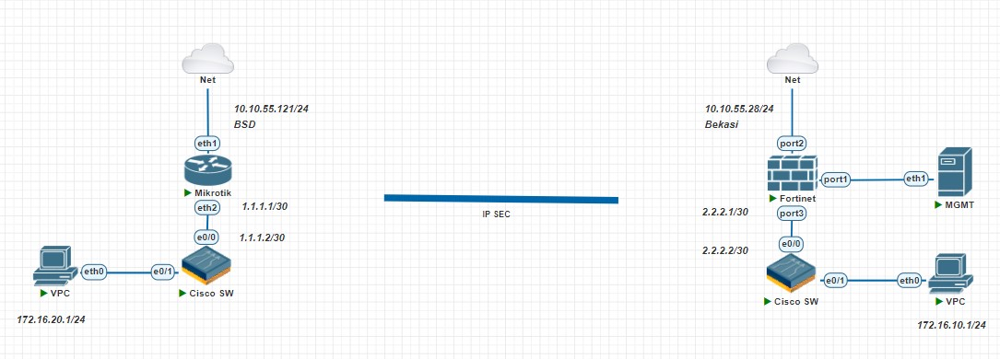 Net
Net
10.10.55.121/24
BSD
10.10.55.28/24
Bekasi
eth1
port2
Mikrotik
port1
eth1
Fortinet
MGMT
eth2
1.1.1.1/30
IP SEC
2.2.2.1/30
port3
e0/0
1.1.1.2/30
2.2.2.2/30
e0/0
eth0
e0/1
e0/1
eth0
VPC
Cisco SW
Cisco SW
VPC
172.16.20.1/24
172.16.10.1/24